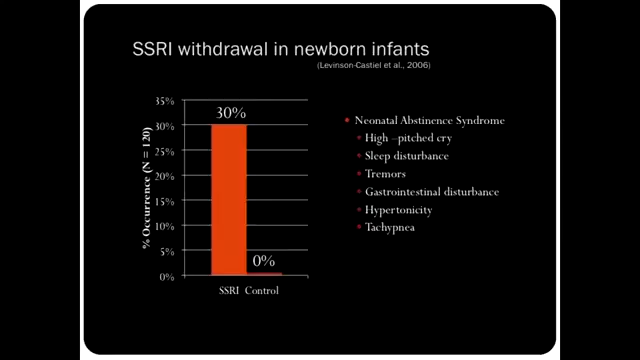 SSRI withdrawal in newborn infants
(Levinson-Castiel et al., 2006)
% Occurrence (N = 120)
35%
30%
25%
20%
15%
10%
5%
0%
30%
0%
SSRI Control
• Neonatal Abstinence Syndrome
• High –pitched cry
• Sleep disturbance
• Tremors
• Gastrointestinal disturbance
• Hypertonicity
• Tachypnea